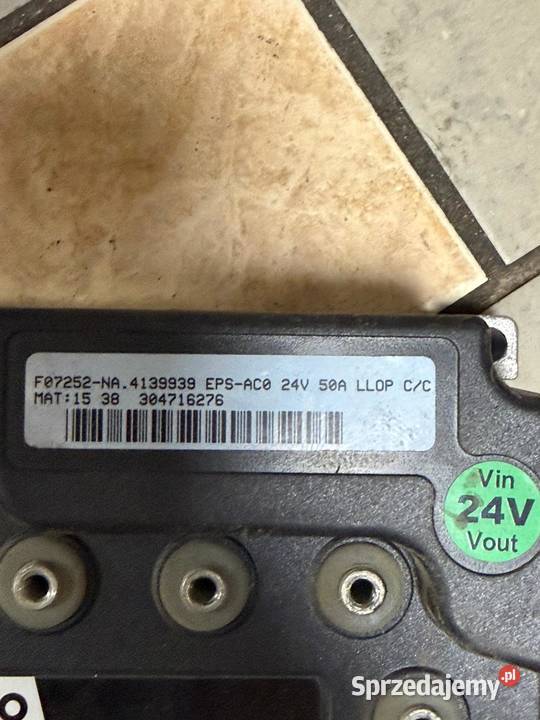 F07252-NA.4139939 EPS-AC0 24V 50A LLOP C/C
MAT:15 38 304716276
Vin
24V
Vout
Sprzedajemy.pl